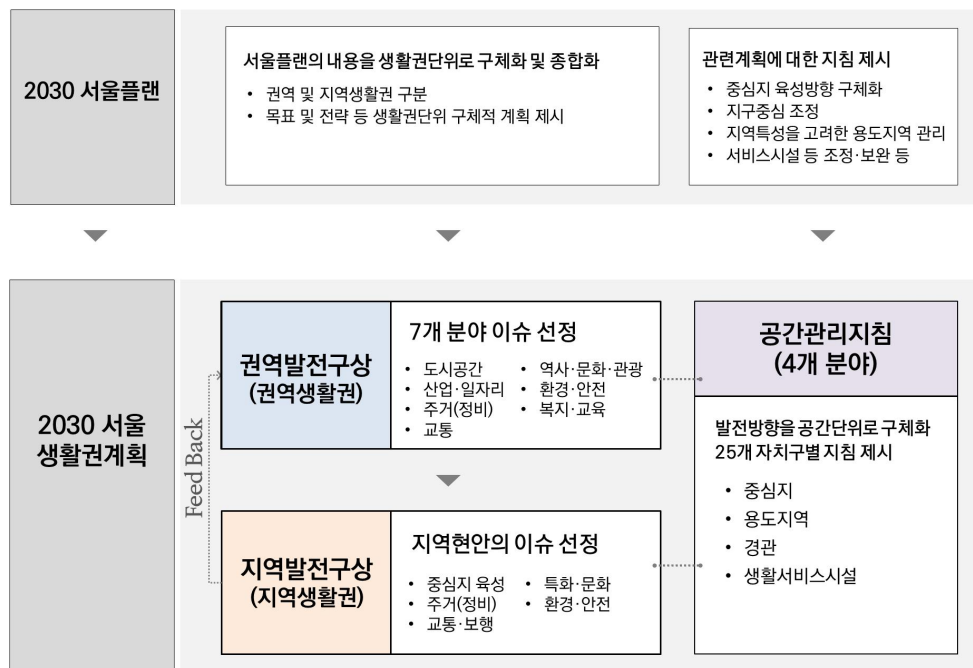 2030 서울플랜
서울플랜의 내용을 생활권단위로 구체화 및 종합화
• 권역 및 지역생활권 구분
• 목표 및 전략 등 생활권단위 구체적 계획 제시
관련계획에 대한 지침 제시
• 중심지 육성방향 구체화
• 지구중심 조정
• 지역특성을 고려한 용도지역 관리
• 서비스시설 등 조정·보완 등
2030 서울
생활권계획
Feed Back
권역발전구상
(권역생활권)
7개 분야 이슈 선정
• 도시공간
• 산업·일자리
• 주거(정비)
• 교통
• 역사·문화·관광
• 환경·안전
• 복지·교육
지역발전구상
(지역생활권)
지역현안의 이슈 선정
• 중심지 육성
• 주거(정비)
• 교통·보행
• 특화·문화
• 환경·안전
공간관리지침
(4개 분야)
발전방향을 공간단위로 구체화
25개 자치구별 지침 제시
• 중심지
• 용도지역
• 경관
• 생활서비스시설